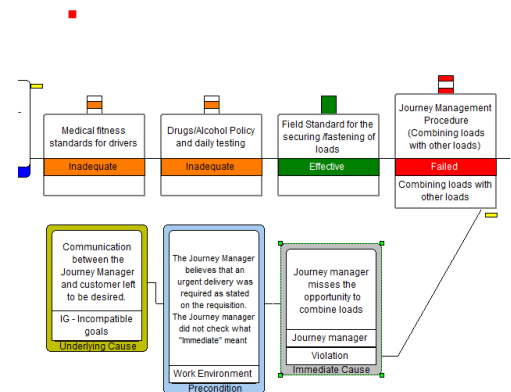 Medical fitness
standards for drivers
Inadequate
Drugs/Alcohol Policy
and daily testing
Inadequate
Field Standard for the
securing /fastening of
loads
Effective
Journey Management
Procedure
(Combining loads
with other loads)
Failed
Combining loads with
other loads
Communication
between the
Journey Manager
and customer left
to be desired.
IG - Incompatible
goals
Underlying Cause
The Journey Manager
believes that an
urgent delivery was
required as stated
on the requisition.
The Journey manager
did not check what
"Immediate" meant
Work Environment
Precondition
Journey manager
misses the
opportunity to
combine loads
Journey manager
Violation
Immediate Cause